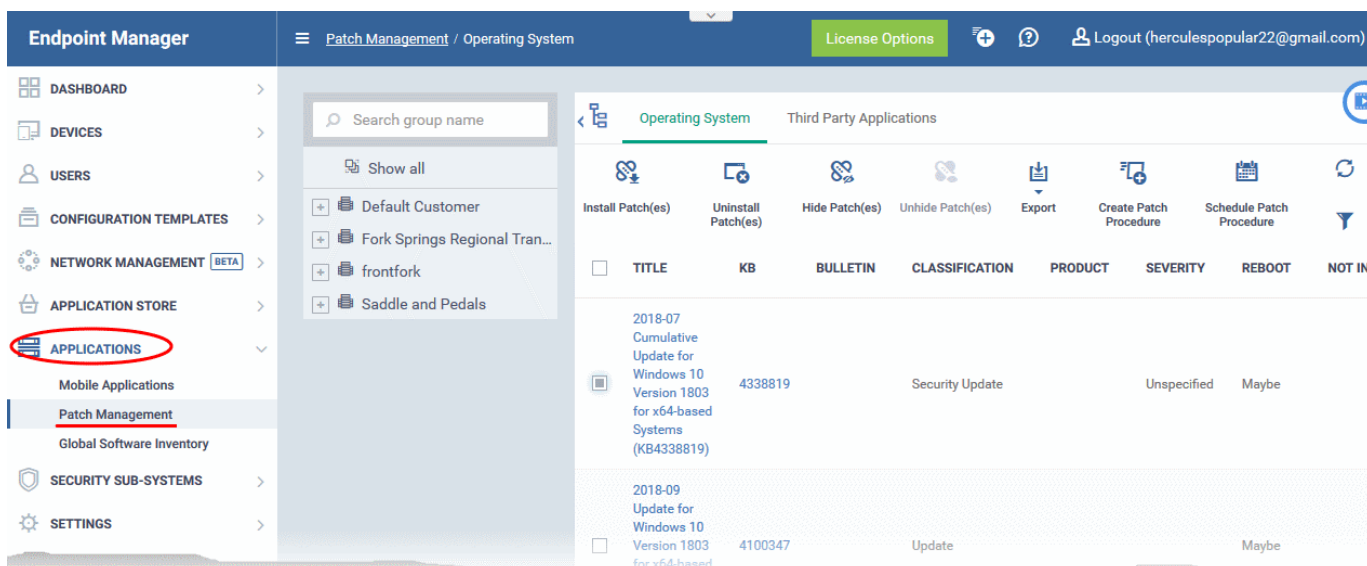 Endpoint Manager
Patch Management / Operating System
License Options
Logout (herculespopular22@gmail.com)
DASHBOARD
DEVICES
USERS
CONFIGURATION TEMPLATES
NETWORK MANAGEMENT BETA
APPLICATION STORE
APPLICATIONS
Mobile Applications
Patch Management
Global Software Inventory
SECURITY SUB-SYSTEMS
SETTINGS
Search group name
Show all
Default Customer
Fork Springs Regional Tran...
frontfork
Saddle and Pedals
Operating System
Third Party Applications
Install Patch(es)
Uninstall
Patch(es)
Hide Patch(es)
Unhide Patch(es)
Export
Create Patch
Procedure
Schedule Patch
Procedure
TITLE KB BULLETIN CLASSIFICATION PRODUCT SEVERITY REBOOT NOT IN
2018-07
Cumulative
Update for
Windows 10
Version 1803
for x64-based
Systems
(KB4338819)
4338819
Security Update
Unspecified
Maybe
2018-09
Update for
Windows 10
Version 1803
for x64-based
4100347
Update
Maybe